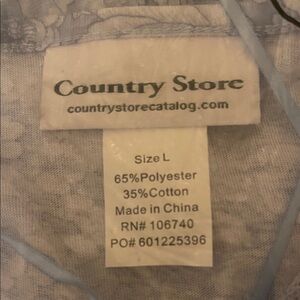 Country Store
countrystorecatalog.com
Size L
65%Polyester
35%Cotton
Made in China
RN# 106740
PO# 601225396